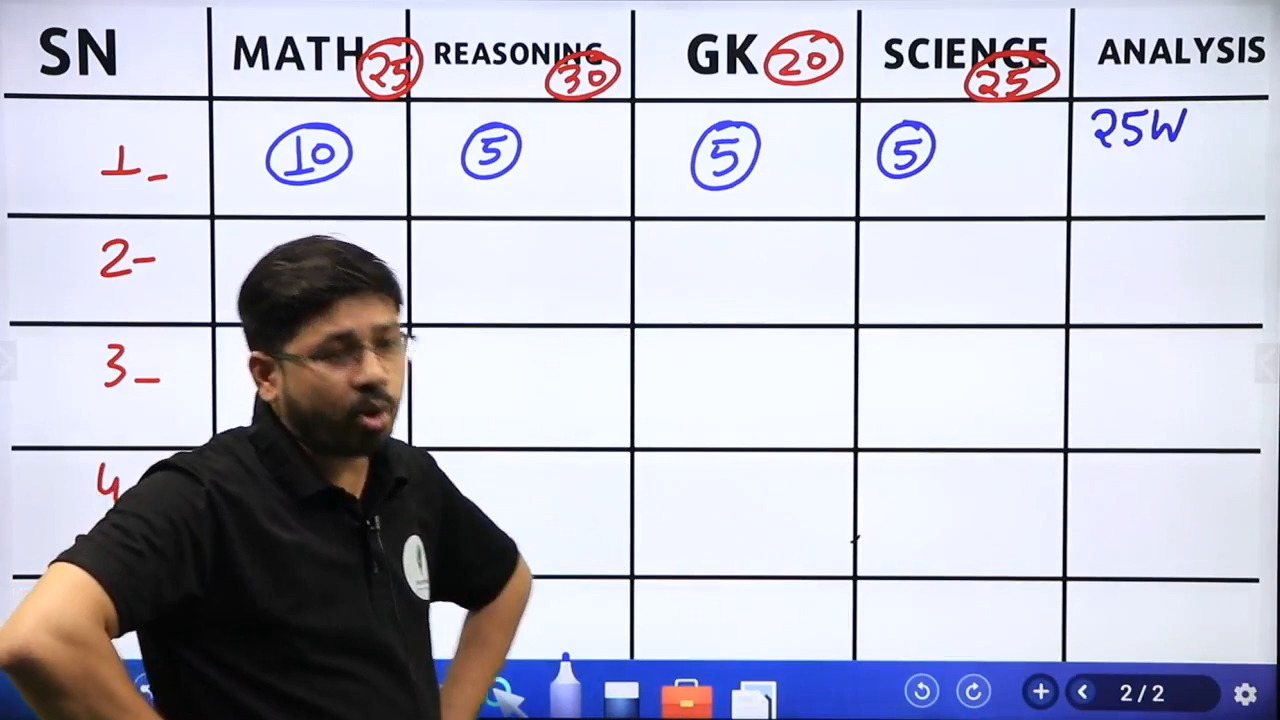 SN MATH 25 REASONING 30 GK 20 SCIENCE 25 ANALYSIS
1- 10 5 5 5 25W
2-
3-
4
2/2